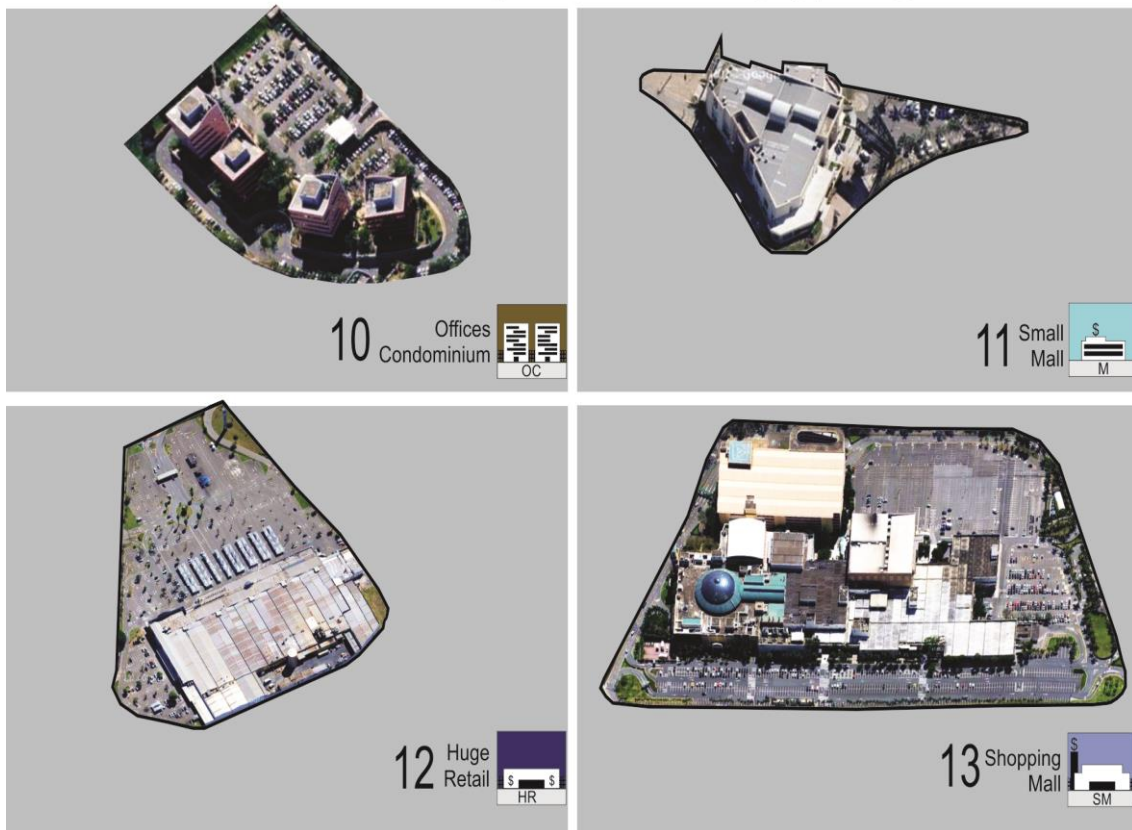 10
Offices
Condominium
OC
11
Small
Mall
$
M
12
Huge
Retail
$ $
HR
13
Shopping
Mall
$
SM